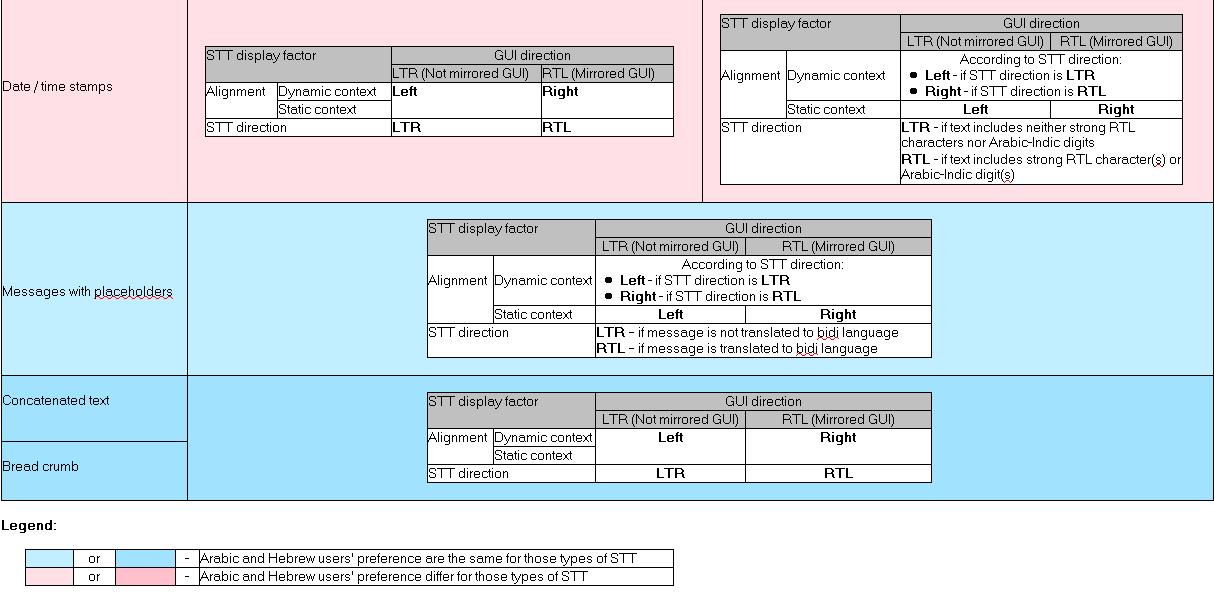 Date / time stamps
STT display factor GUI direction
LTR (Not mirrored GUI) RTL (Mirrored GUI)
Alignment Dynamic context Left Right
Static context
STT direction LTR RTL
STT display factor GUI direction
LTR (Not mirrored GUI) RTL (Mirrored GUI)
Alignment Dynamic context According to STT direction:
• Left - if STT direction is LTR
• Right - if STT direction is RTL
Static context Left Right
STT direction LTR - if text includes neither strong RTL
characters nor Arabic-Indic digits
RTL - if text includes strong RTL character(s) or
Arabic-Indic digit(s)
Messages with placeholders
STT display factor GUI direction
LTR (Not mirrored GUI) RTL (Mirrored GUI)
Alignment Dynamic context According to STT direction:
• Left - if STT direction is LTR
• Right - if STT direction is RTL
Static context Left Right
STT direction LTR - if message is not translated to bidi language
RTL - if message is translated to bidi language
Concatenated text
Bread crumb
STT display factor GUI direction
LTR (Not mirrored GUI) RTL (Mirrored GUI)
Alignment Dynamic context Left Right
Static context
STT direction LTR RTL
Legend:
or - Arabic and Hebrew users' preference are the same for those types of STT
or - Arabic and Hebrew users' preference differ for those types of STT